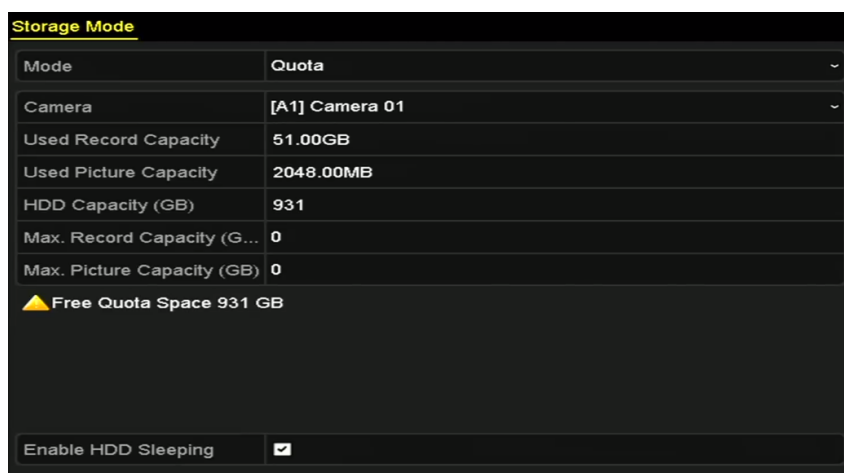 Storage Mode
Mode Quota
Camera [A1] Camera 01
Used Record Capacity 51.00GB
Used Picture Capacity 2048.00MB
HDD Capacity (GB) 931
Max. Record Capacity (G... 0
Max. Picture Capacity (GB) 0
Free Quota Space 931 GB
Enable HDD Sleeping